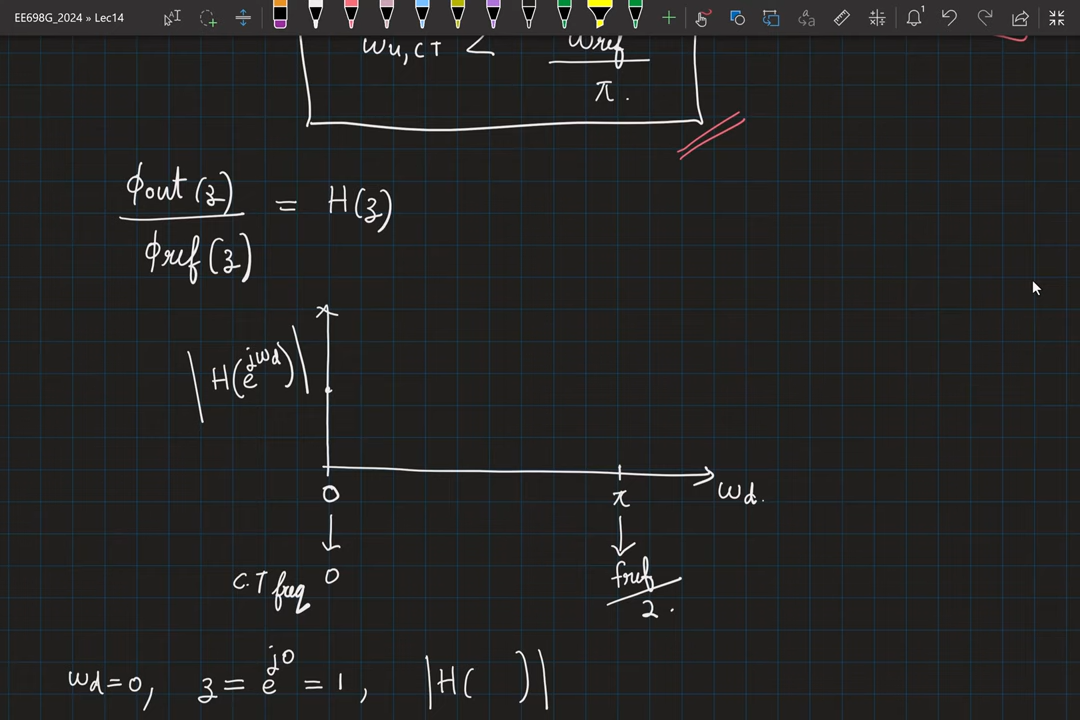 EE698G_2024 » Lec14
ωu,CT < ωref / π.
ϕout(z) / ϕref(z) = H(z)
|H(e^jωd)|
0 π ωd.
C.T freq 0 fref / 2.
ωd=0, z = e^j0 = 1, |H( )|